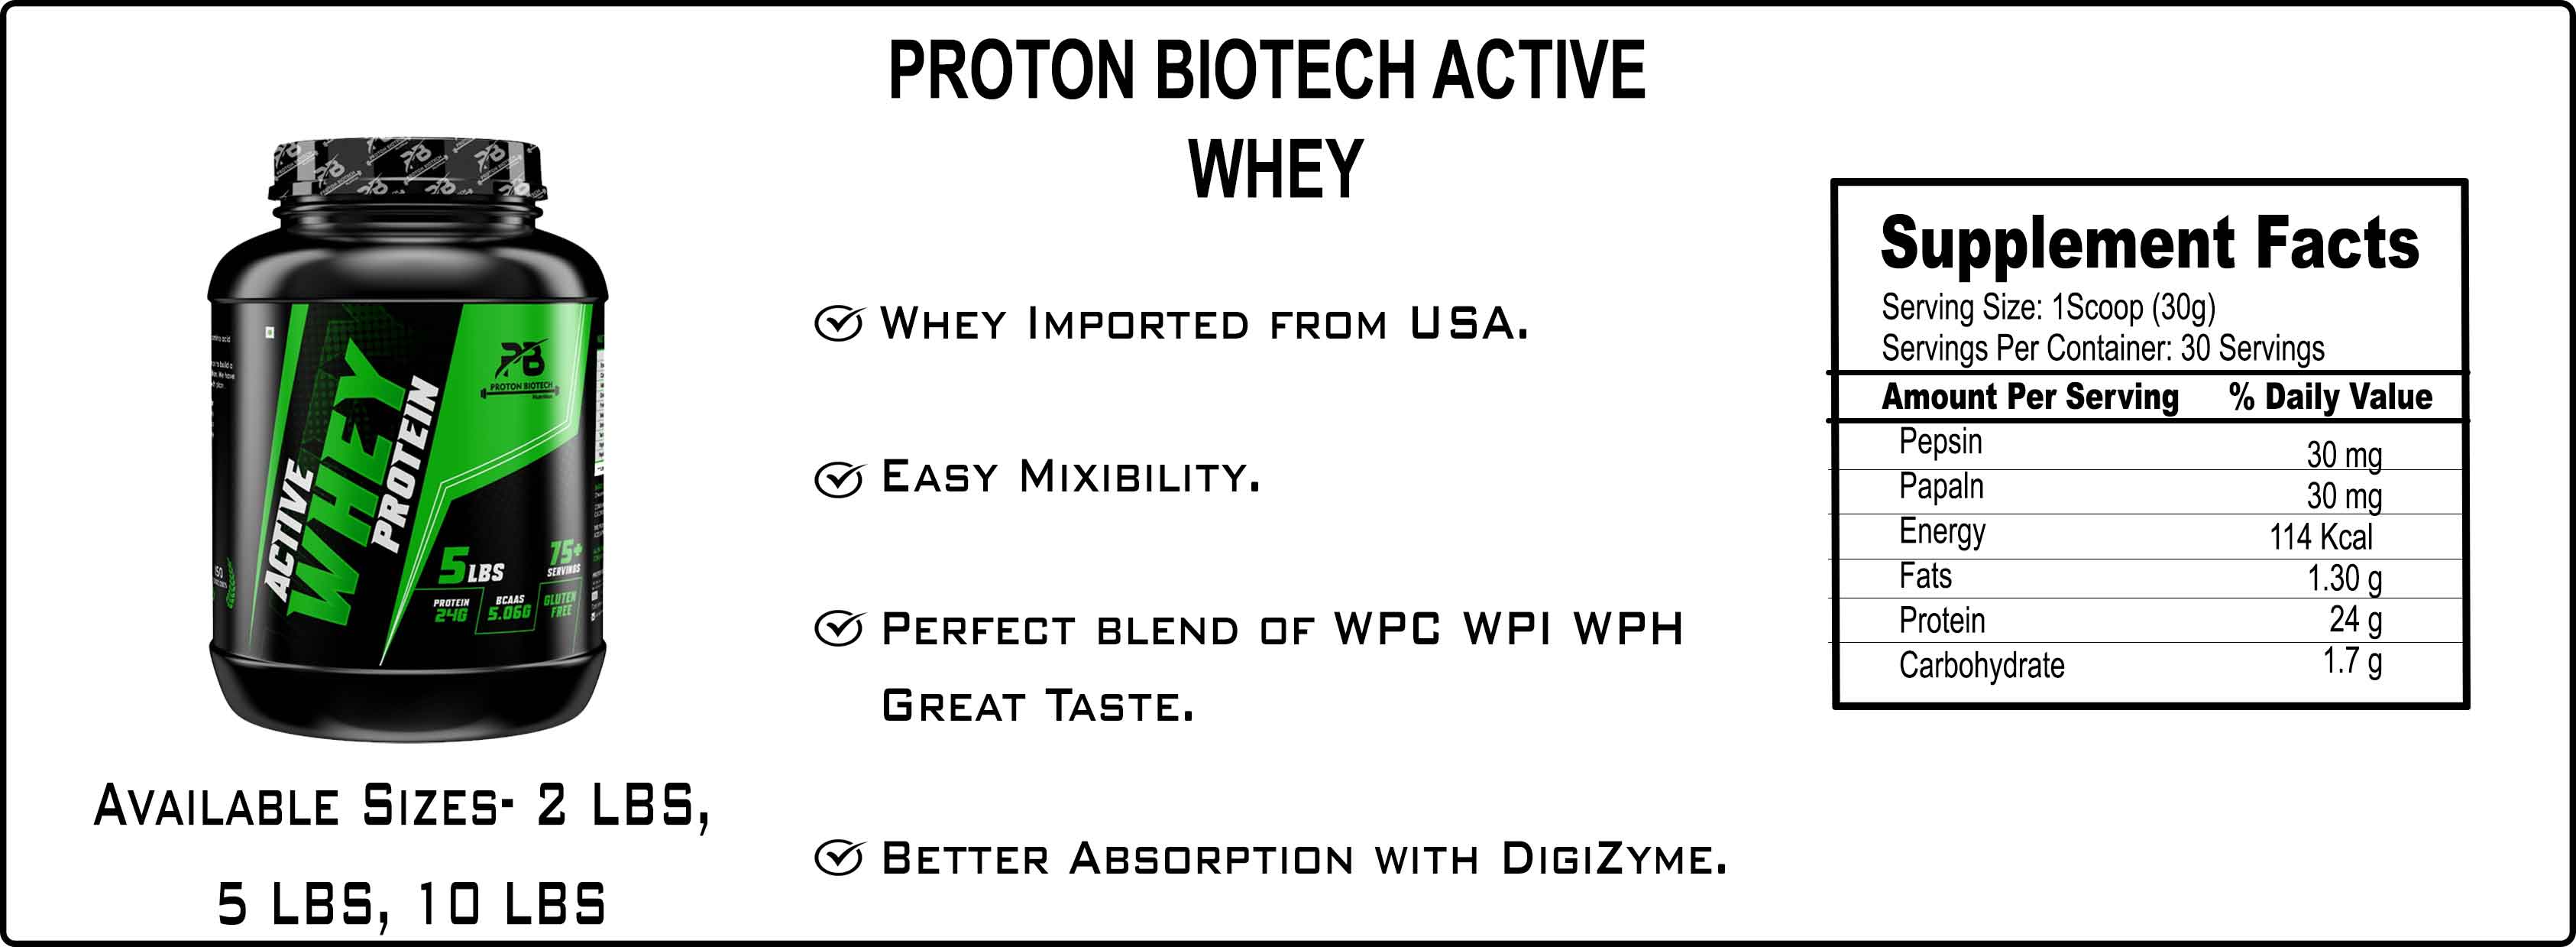 PROTON BIOTECH ACTIVE
WHEY
PB
PROTON BIOTECH
Nutrition
ACTIVE
WHEY
PROTEIN
5 LBS
75+
SERVINGS
PROTEIN
24G
BCAAS
5.06G
GLUTEN
FREE
ISO
Available Sizes- 2 LBS,
5 LBS, 10 LBS
Whey Imported from USA.
Easy Mixibility.
Perfect blend of WPC WPI WPH
Great Taste.
Better Absorption with DigiZyme.
Supplement Facts
Serving Size: 1Scoop (30g)
Servings Per Container: 30 Servings
Amount Per Serving % Daily Value
Pepsin 30 mg
Papaln 30 mg
Energy 114 Kcal
Fats 1.30 g
Protein 24 g
Carbohydrate 1.7 g